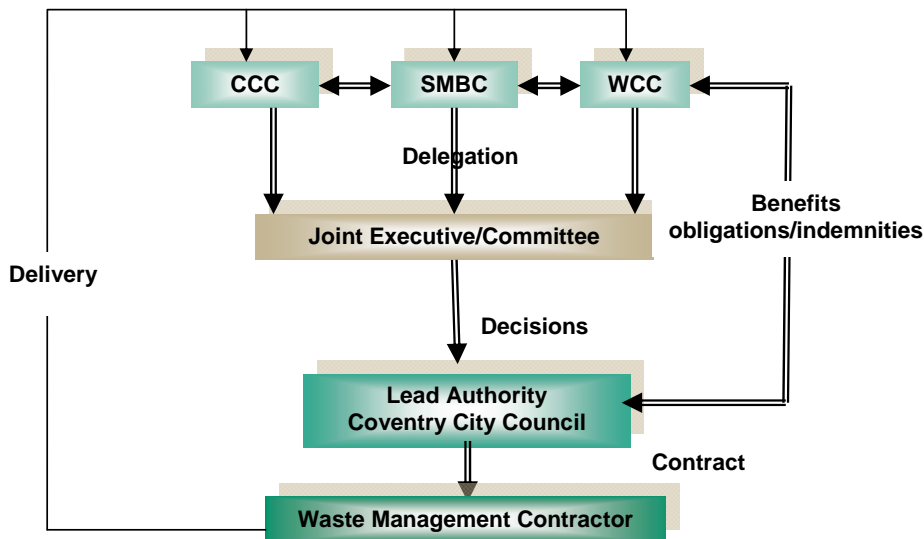 CCC
SMBC
WCC
Delegation
Benefits
obligations/indemnities
Joint Executive/Committee
Delivery
Decisions
Lead Authority
Coventry City Council
Contract
Waste Management Contractor